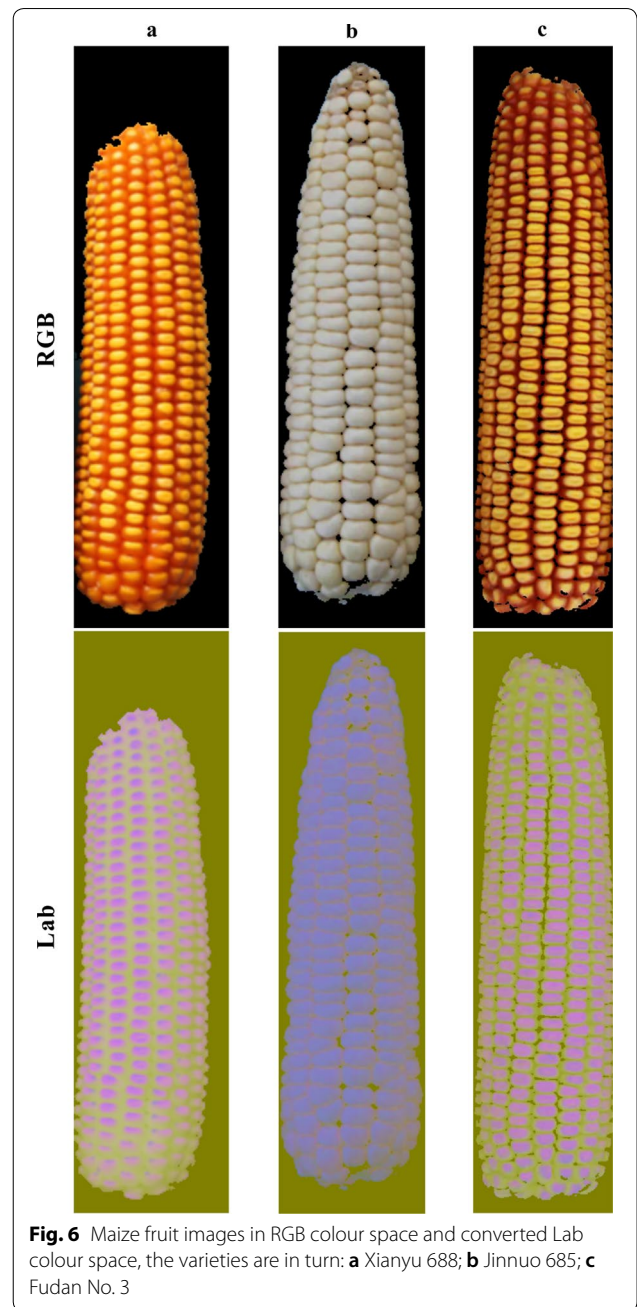 a b c
RGB
Lab
Fig. 6 Maize fruit images in RGB colour space and converted Lab
colour space, the varieties are in turn: a Xianyu 688; b Jinnuo 685; c
Fudan No. 3